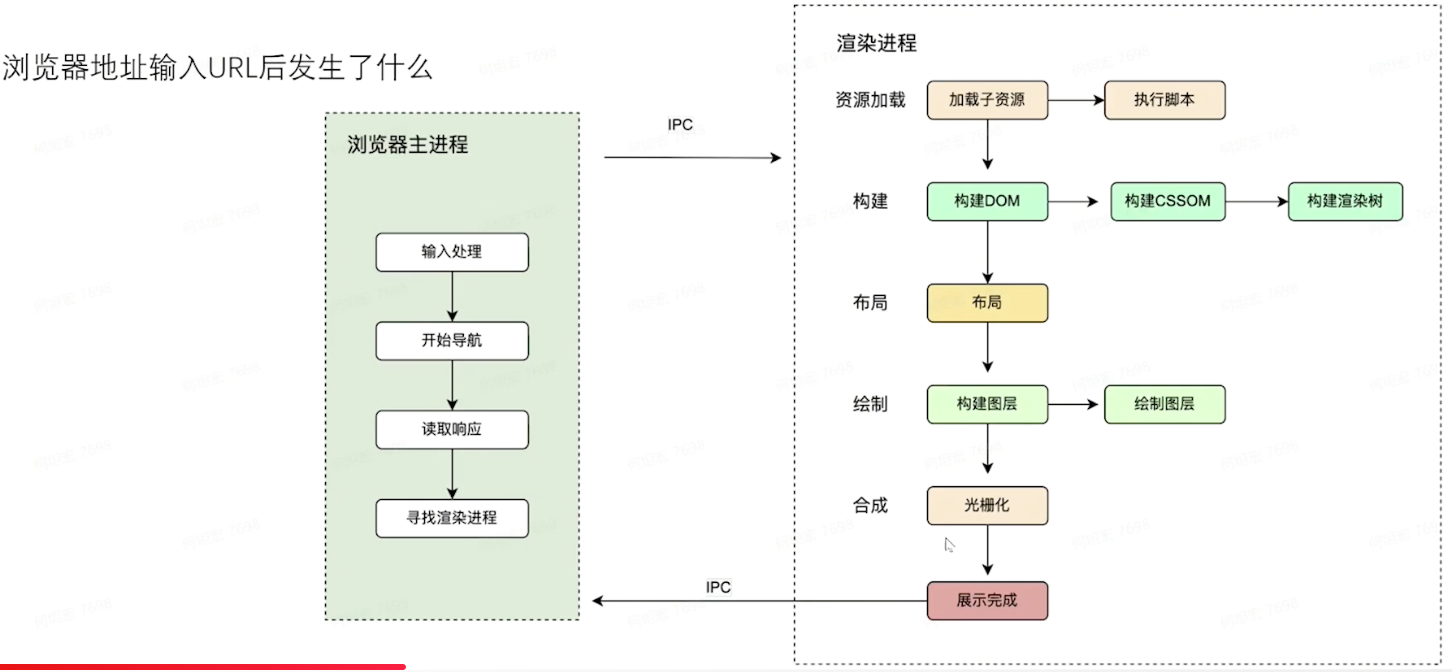 浏览器地址输入URL后发生了什么
浏览器主进程
输入处理
开始导航
读取响应
寻找渲染进程
IPC
渲染进程
资源加载
加载子资源
执行脚本
构建
构建DOM
构建CSSOM
构建渲染树
布局
布局
绘制
构建图层
绘制图层
合成
光栅化
展示完成
IPC